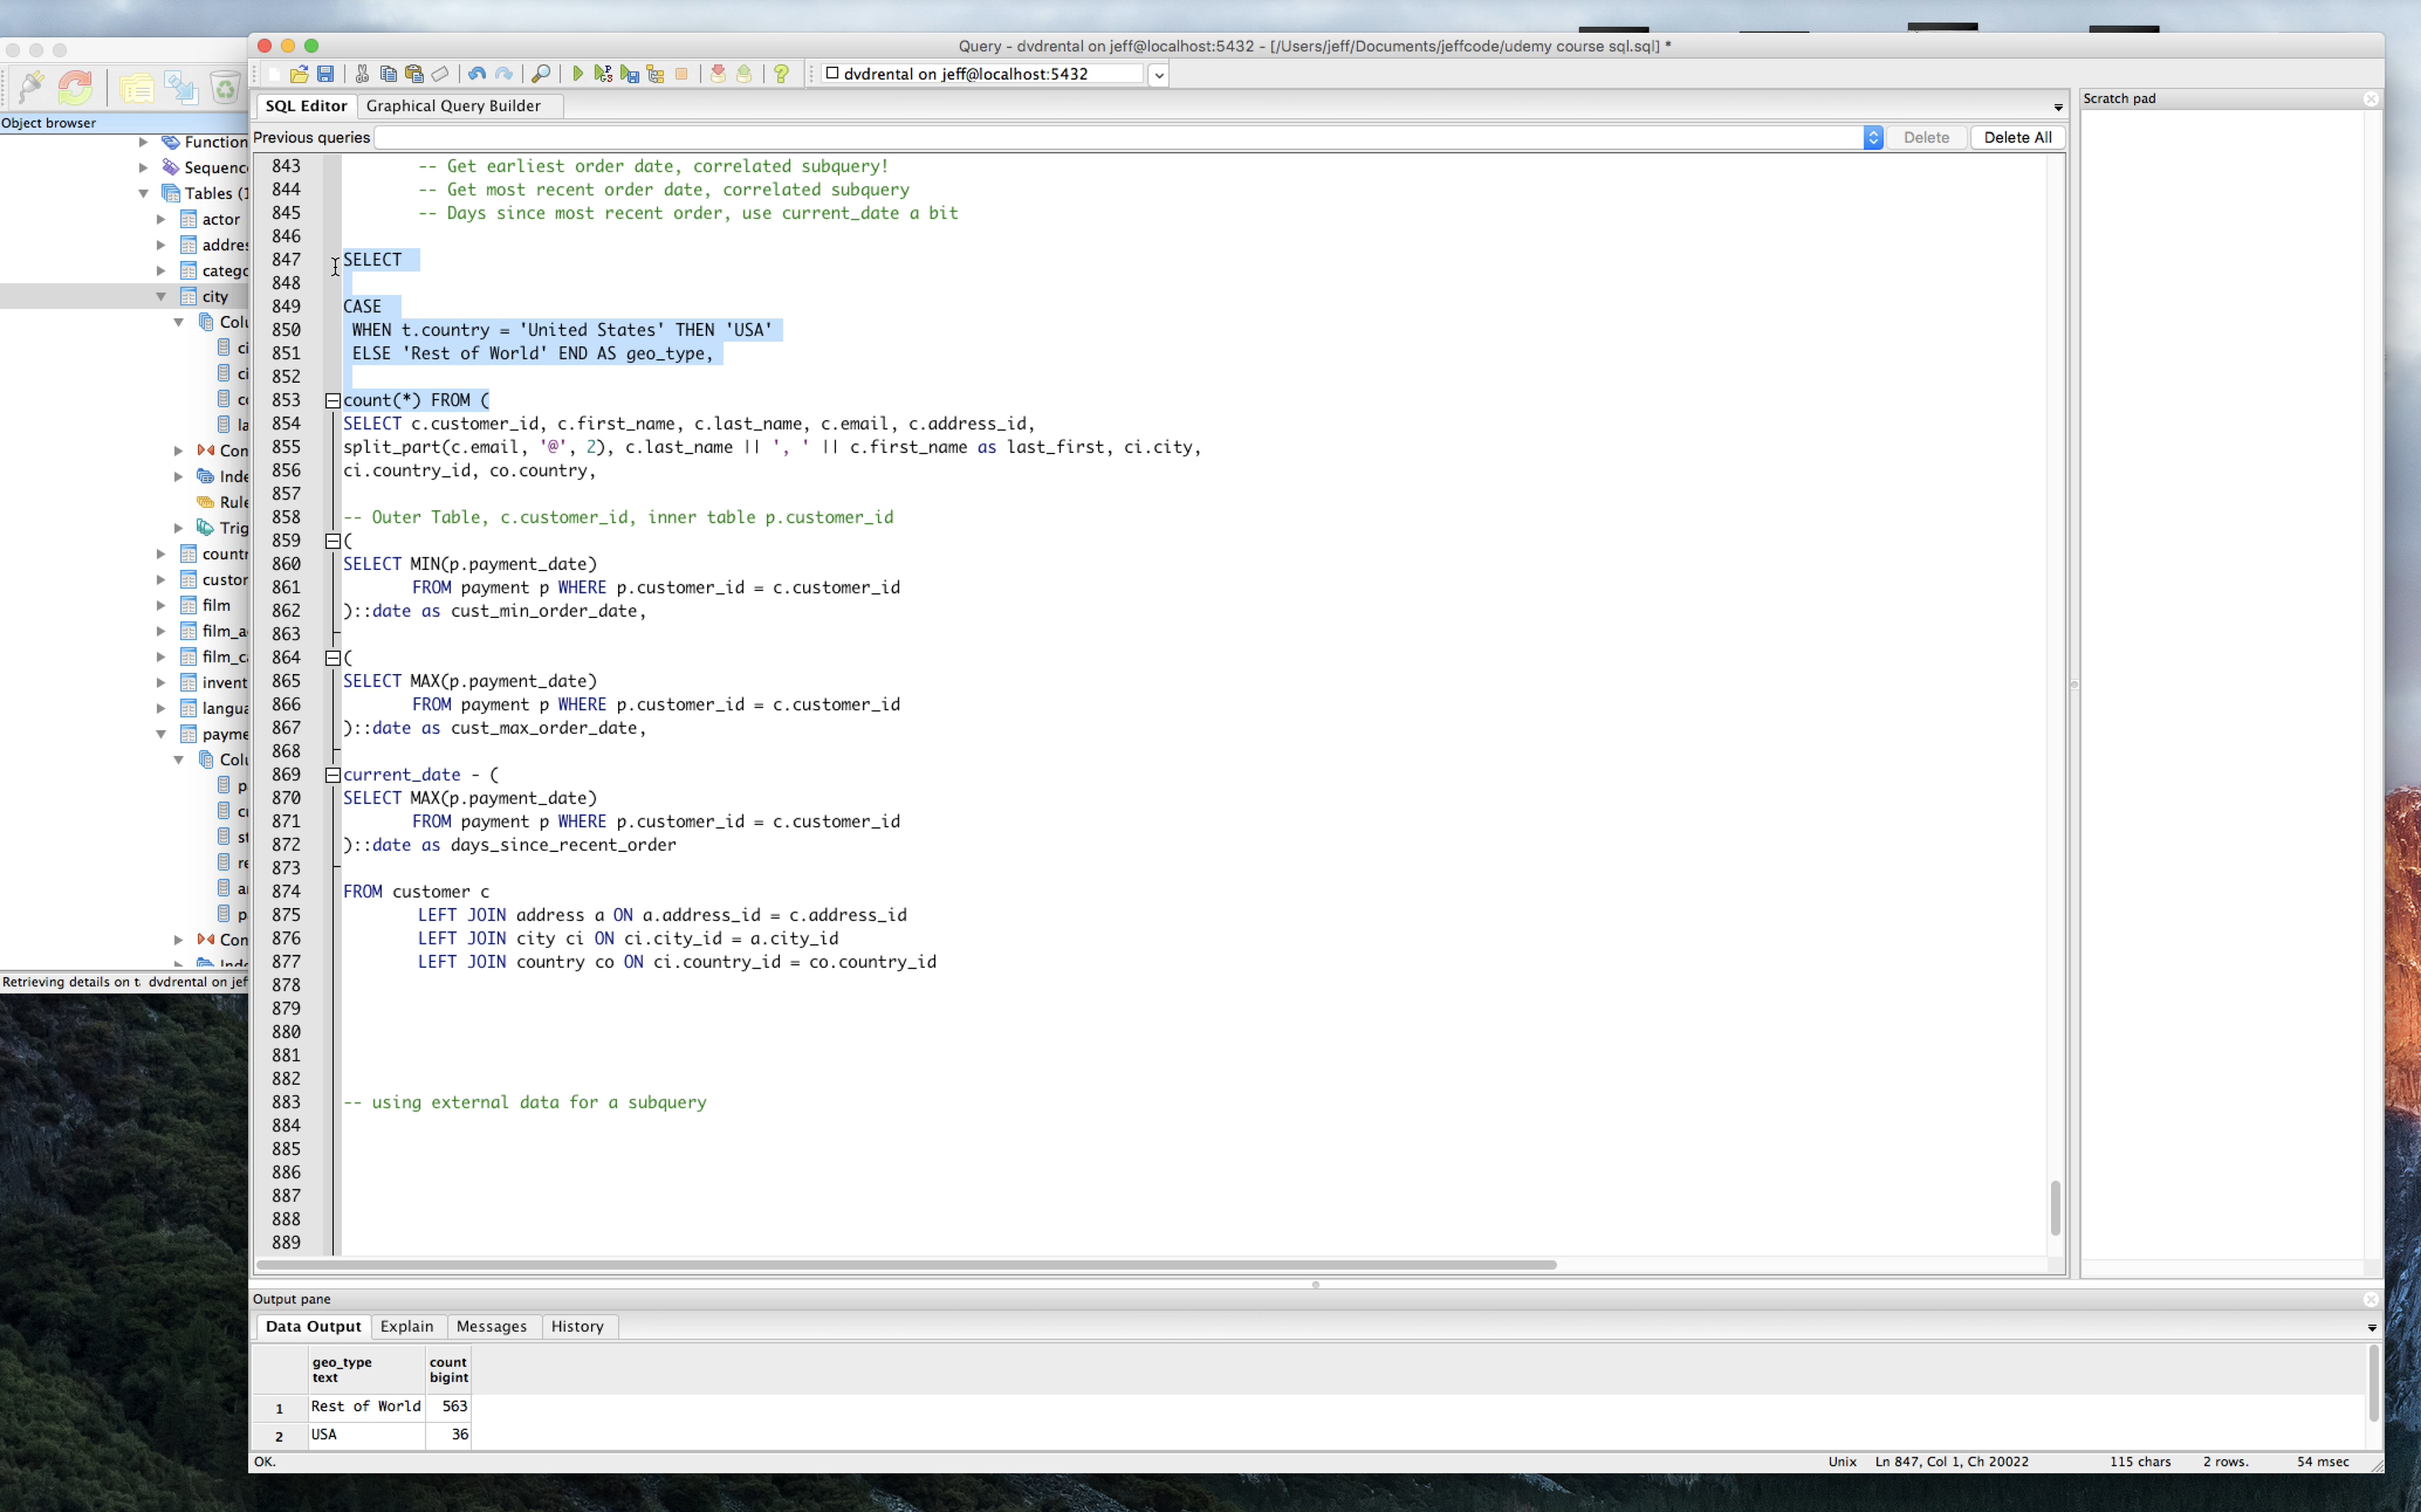 Query - dvdrental on jeff@localhost:5432 - [/Users/jeff/Documents/jeffcode/udemy course sql.sql] *
dvdrental on jeff@localhost:5432
SQL Editor
Graphical Query Builder
Scratch pad
Previous queries
Delete
Delete All
Object browser
Function
Sequenc
Tables (1
actor
addre
catego
city
Colu
ci
ci
co
la
Con
Inde
Rule
Trig
countr
custor
film
film_a
film_c
invent
langua
payme
Colu
p
cu
st
re
a
p
Con
Inde
Retrieving details on t. dvdrental on jef
843 -- Get earliest order date, correlated subquery!
844 -- Get most recent order date, correlated subquery
845 -- Days since most recent order, use current_date a bit
846
847 SELECT
848
849 CASE
850 WHEN t.country = 'United States' THEN 'USA'
851 ELSE 'Rest of World' END AS geo_type,
852
853 count(*) FROM (
854 SELECT c.customer_id, c.first_name, c.last_name, c.email, c.address_id,
855 split_part(c.email, '@', 2), c.last_name || ', ' || c.first_name as last_first, ci.city,
856 ci.country_id, co.country,
857
858 -- Outer Table, c.customer_id, inner table p.customer_id
859 (
860 SELECT MIN(p.payment_date)
861 FROM payment p WHERE p.customer_id = c.customer_id
862 )::date as cust_min_order_date,
863
864 (
865 SELECT MAX(p.payment_date)
866 FROM payment p WHERE p.customer_id = c.customer_id
867 )::date as cust_max_order_date,
868
869 current_date - (
870 SELECT MAX(p.payment_date)
871 FROM payment p WHERE p.customer_id = c.customer_id
872 )::date as days_since_recent_order
873
874 FROM customer c
875 LEFT JOIN address a ON a.address_id = c.address_id
876 LEFT JOIN city ci ON ci.city_id = a.city_id
877 LEFT JOIN country co ON ci.country_id = co.country_id
878
879
880
881
882
883 -- using external data for a subquery
884
885
886
887
888
889
Output pane
Data Output
Explain
Messages
History
geo_type text
count bigint
1 Rest of World 563
2 USA 36
OK.
Unix
Ln 847, Col 1, Ch 20022
115 chars
2 rows.
54 msec